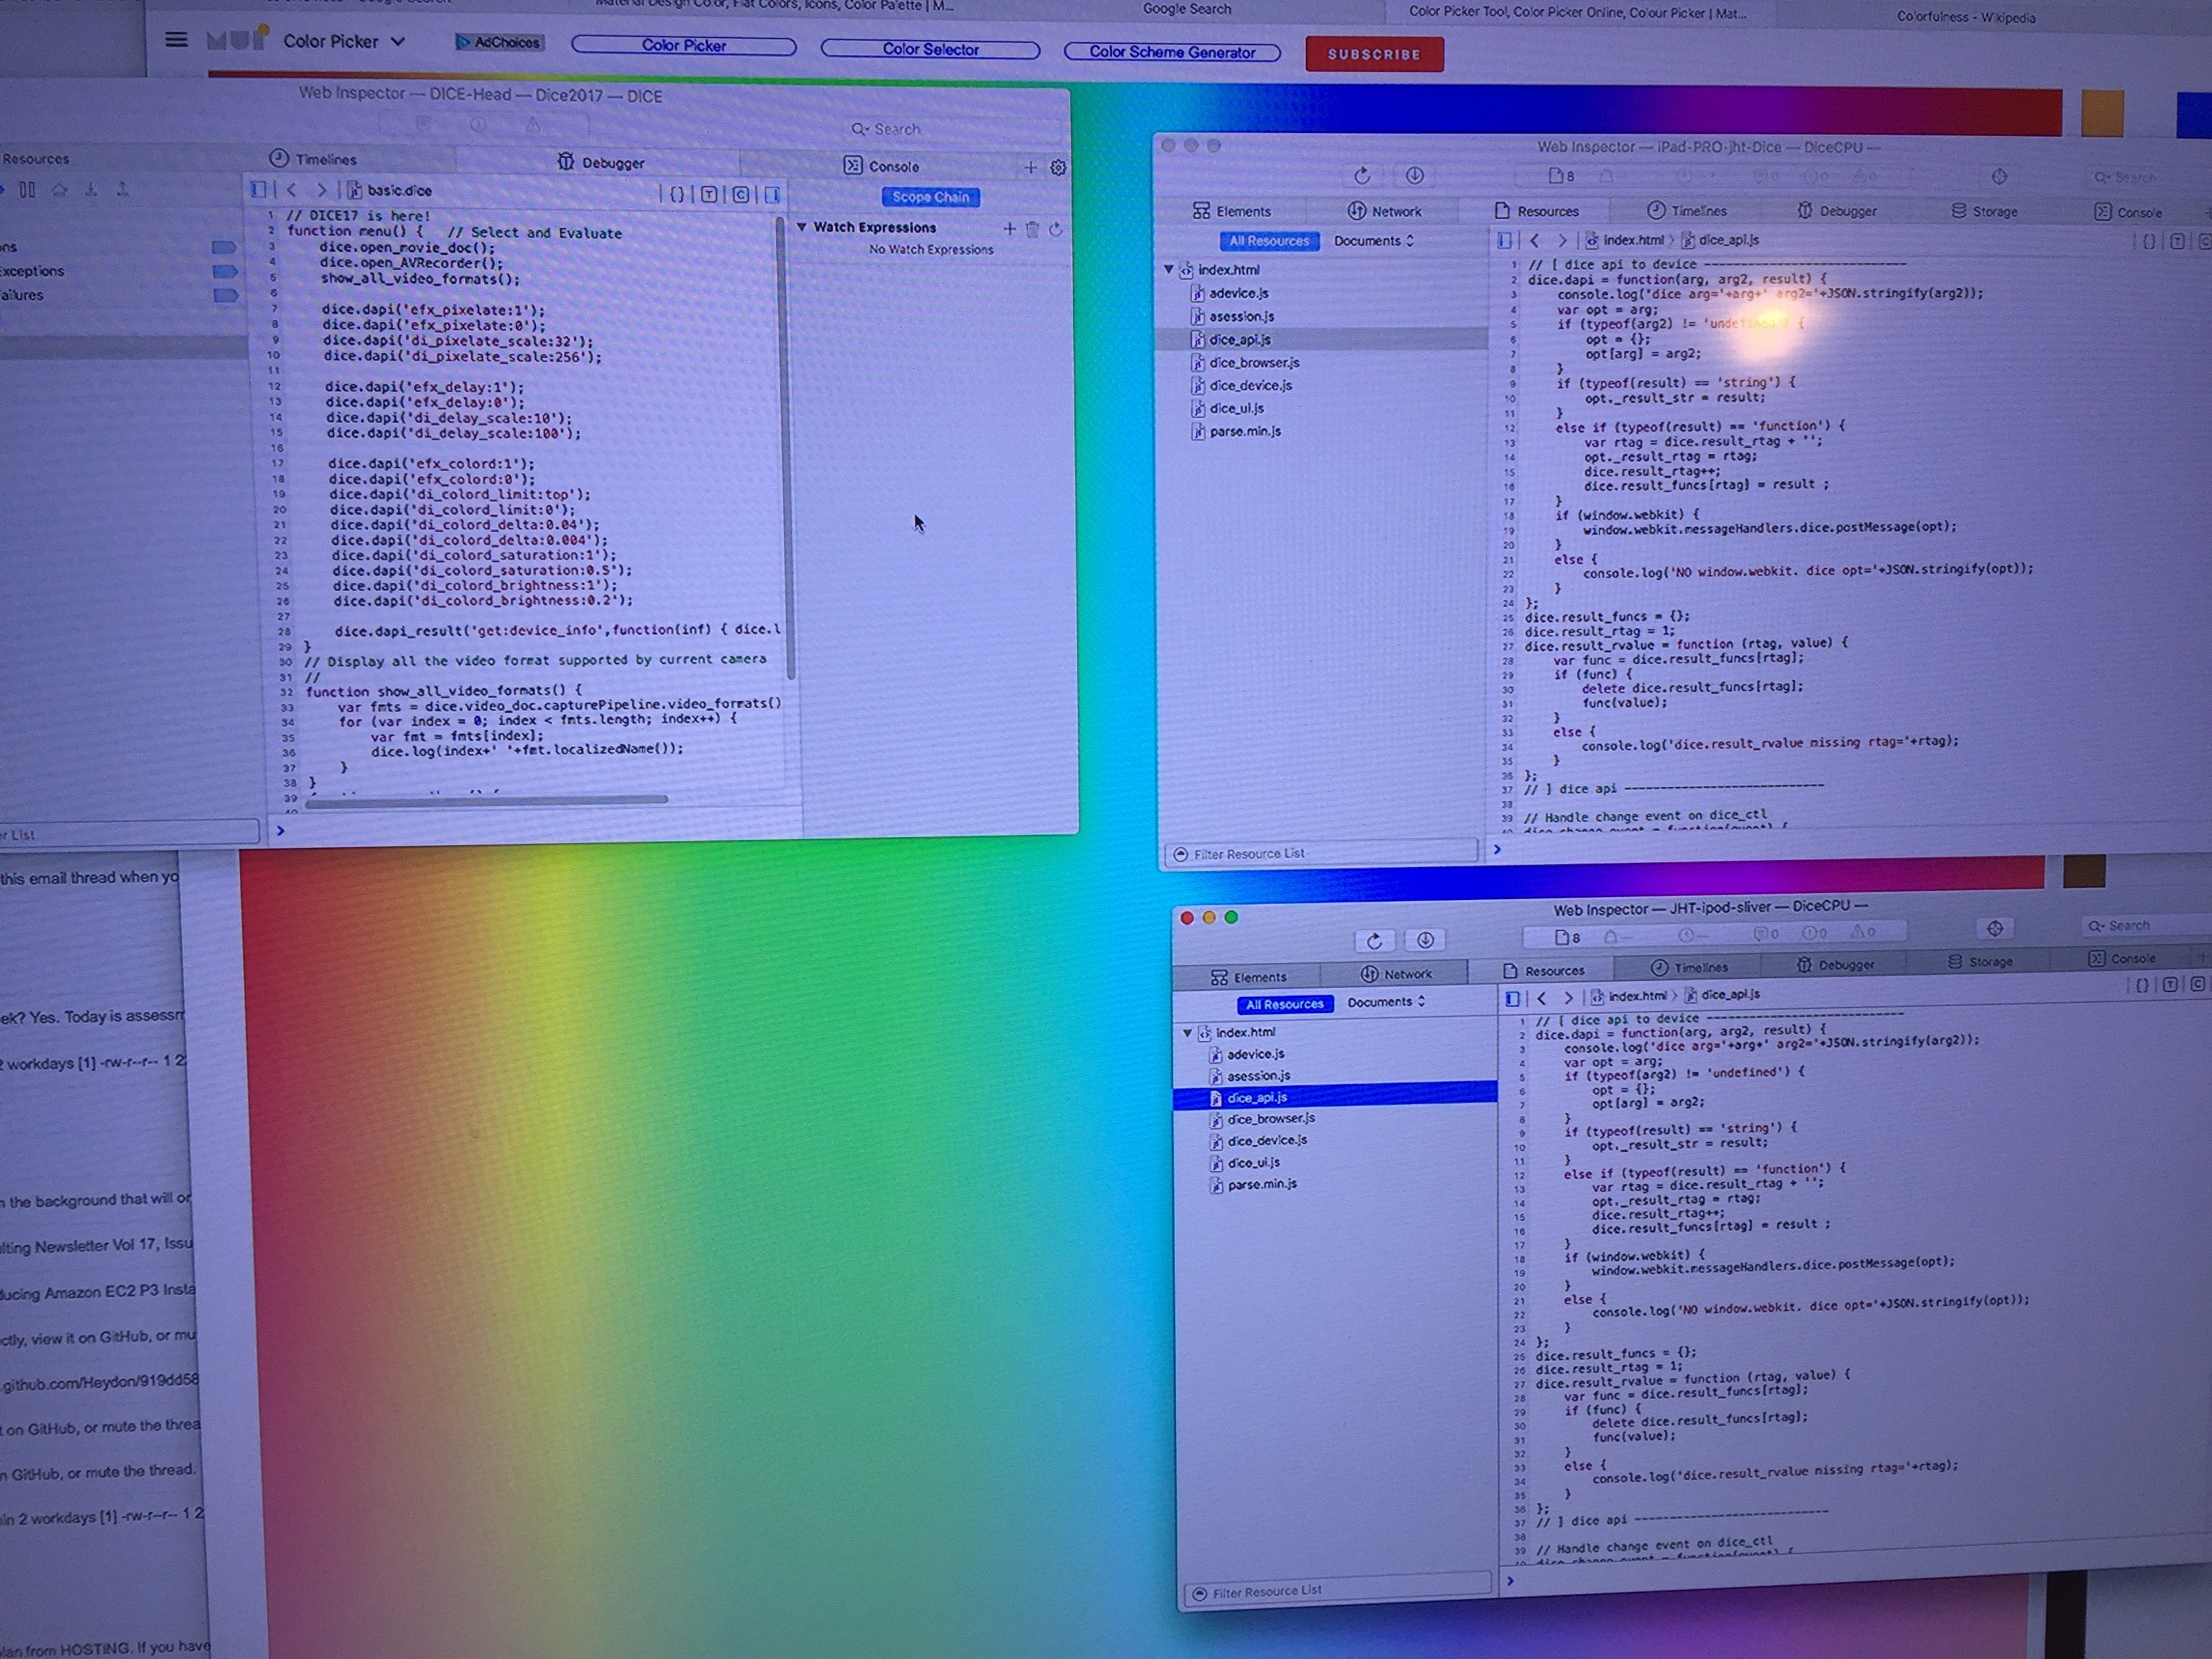 Google Search
Color Picker Tool, Color Picker Online, Colour Picker | Mat...
Colorfulness - Wikipedia
MUI
Color Picker
AdChoices
Color Picker
Color Selector
Color Scheme Generator
SUBSCRIBE
Web Inspector — DICE-Head — Dice2017 — DICE
Search
Resources
Timelines
Debugger
Console
basic.dice
Scope Chain
Watch Expressions
No Watch Expressions
1 // DICE17 is here!
2 function menu() {   // Select and Evaluate
3     dice.open_movie_doc();
4     dice.open_AVRecorder();
5     show_all_video_formats();
6
7     dice.dapi('efx_pixelate:1');
8     dice.dapi('efx_pixelate:0');
9     dice.dapi('di_pixelate_scale:32');
10     dice.dapi('di_pixelate_scale:256');
11
12     dice.dapi('efx_delay:1');
13     dice.dapi('efx_delay:0');
14     dice.dapi('di_delay_scale:10');
15     dice.dapi('di_delay_scale:100');
16
17     dice.dapi('efx_colord:1');
18     dice.dapi('efx_colord:0');
19     dice.dapi('di_colord_limit:top');
20     dice.dapi('di_colord_limit:0');
21     dice.dapi('di_colord_delta:0.04');
22     dice.dapi('di_colord_delta:0.004');
23     dice.dapi('di_colord_saturation:1');
24     dice.dapi('di_colord_saturation:0.5');
25     dice.dapi('di_colord_brightness:1');
26     dice.dapi('di_colord_brightness:0.2');
27
28     dice.dapi_result('get:device_info',function(inf) { dice.l
29 }
30 // Display all the video format supported by current camera
31 //
32 function show_all_video_formats() {
33     var fmts = dice.video_doc.capturePipeline.video_formats()
34     for (var index = 0; index < fmts.length; index++) {
35         var fmt = fmts[index];
36         dice.log(index+' '+fmt.localizedName());
37     }
38 }
39
Web Inspector — iPad-PRO-jht-Dice — DiceCPU —
8
Search
Elements
Network
Resources
Timelines
Debugger
Storage
Console
All Resources
Documents
index.html
dice_api.js
index.html
adevice.js
asession.js
dice_api.js
dice_browser.js
dice_device.js
dice_ui.js
parse.min.js
Filter Resource List
1 // [ dice api to device ----------------------------
2 dice.dapi = function(arg, arg2, result) {
3     console.log('dice arg='+arg+' arg2='+JSON.stringify(arg2));
4     var opt = arg;
5     if (typeof(arg2) != 'undefined') {
6         opt = {};
7         opt[arg] = arg2;
8     }
9     if (typeof(result) == 'string') {
10         opt._result_str = result;
11     }
12     else if (typeof(result) == 'function') {
13         var rtag = dice.result_rtag + '';
14         opt._result_rtag = rtag;
15         dice.result_rtag++;
16         dice.result_funcs[rtag] = result ;
17     }
18     if (window.webkit) {
19         window.webkit.messageHandlers.dice.postMessage(opt);
20     }
21     else {
22         console.log('NO window.webkit. dice opt='+JSON.stringify(opt));
23     }
24 };
25 dice.result_funcs = {};
26 dice.result_rtag = 1;
27 dice.result_rvalue = function (rtag, value) {
28     var func = dice.result_funcs[rtag];
29     if (func) {
30         delete dice.result_funcs[rtag];
31         func(value);
32     }
33     else {
34         console.log('dice.result_rvalue missing rtag='+rtag);
35     }
36 };
37 // ] dice api ----------------------------
38
39 // Handle change event on dice_ctl
Web Inspector — JHT-ipod-sliver — DiceCPU —
8
0
0
0
Search
Elements
Network
Resources
Timelines
Debugger
Storage
Console
All Resources
Documents
index.html
dice_api.js
index.html
adevice.js
asession.js
dice_api.js
dice_browser.js
dice_device.js
dice_ui.js
parse.min.js
Filter Resource List
1 // [ dice api to device ----------------------------
2 dice.dapi = function(arg, arg2, result) {
3     console.log('dice arg='+arg+' arg2='+JSON.stringify(arg2));
4     var opt = arg;
5     if (typeof(arg2) != 'undefined') {
6         opt = {};
7         opt[arg] = arg2;
8     }
9     if (typeof(result) == 'string') {
10         opt._result_str = result;
11     }
12     else if (typeof(result) == 'function') {
13         var rtag = dice.result_rtag + '';
14         opt._result_rtag = rtag;
15         dice.result_rtag++;
16         dice.result_funcs[rtag] = result ;
17     }
18     if (window.webkit) {
19         window.webkit.messageHandlers.dice.postMessage(opt);
20     }
21     else {
22         console.log('NO window.webkit. dice opt='+JSON.stringify(opt));
23     }
24 };
25 dice.result_funcs = {};
26 dice.result_rtag = 1;
27 dice.result_rvalue = function (rtag, value) {
28     var func = dice.result_funcs[rtag];
29     if (func) {
30         delete dice.result_funcs[rtag];
31         func(value);
32     }
33     else {
34         console.log('dice.result_rvalue missing rtag='+rtag);
35     }
36 };
37 // ] dice api ----------------------------
38
39 // Handle change event on dice_ctl
this email thread when yo
ek? Yes. Today is assessm
workdays [1] -rw-r--r-- 1 2
the background that will or
ulting Newsletter Vol 17, Issu
ducing Amazon EC2 P3 Insta
ctly, view it on GitHub, or mu
.github.com/Heydon/919dd58
on GitHub, or mute the threa
n GitHub, or mute the thread.
in 2 workdays [1] -rw-r--r-- 1 2
plan from HOSTING. If you have